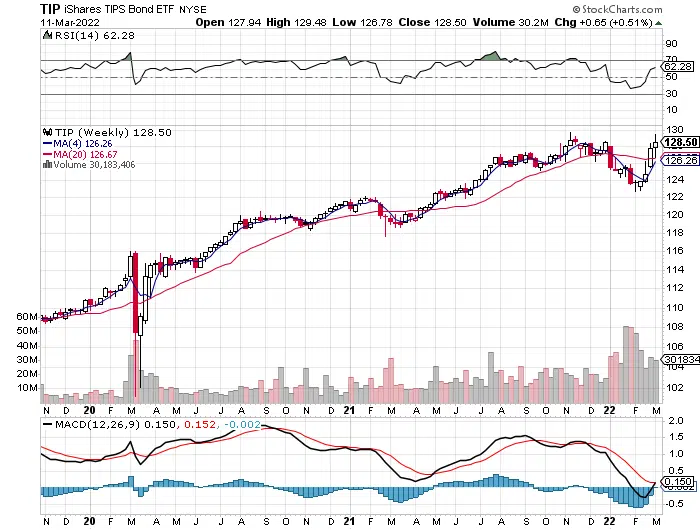 TIP iShares TIPS Bond ETF NYSE © StockCharts.com
11-Mar-2022 Open 127.94 High 129.48 Low 126.78 Close 128.50 Volume 30.2M Chg +0.65 (+0.51%) ▲
RSI(14) 62.28
90
70
62.28
50
30
10
TIP (Weekly) 128.50
MA(4) 126.26
MA(20) 126.67
Volume 30,183,406
130
128.50
126.26
124
122
120
118
116
114
112
110
108
106
104
102
60M
50M
40M
30M
20M
10M
301834
N D 20 F M A M J J A S O N D 21 F M A M J J A S O N D 22 F M
MACD(12,26,9) 0.150, 0.152, -0.002
2.0
1.5
1.0
0.5
0.150
-0.5
N D 20 F M A M J J A S O N D 21 F M A M J J A S O N D 22 F M